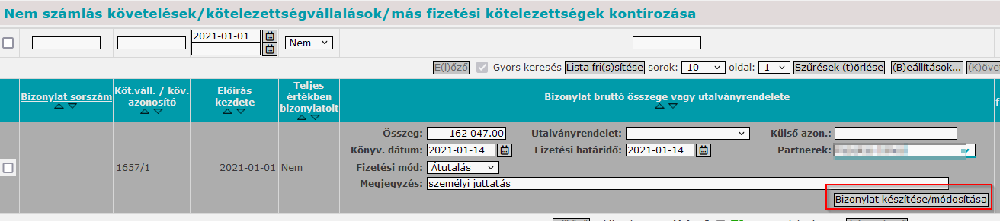 Nem számlás követelések/kötelezettségvállalások/más fizetési kötelezettségek kontírozása
2021-01-01 Nem
E(l)őző Gyors keresés Lista fri(s)sítése sorok: 10 oldal: 1 Szűrések (t)örlése (B)eállítások... (K)övet
Bizonylat sorszám Köt.váll. / köv. azonosító Előírás kezdete Teljes értékben bizonylatolt Bizonylat bruttó összege vagy utalványrendelete f
1657/1 2021-01-01 Nem
Összeg: 162 047.00 Utalványrendelet: Külső azon.:
Könyv. dátum: 2021-01-14 Fizetési határidő: 2021-01-14 Partnerek:
Fizetési mód: Átutalás
Megjegyzés: személyi juttatás
Bizonylat készítése/módosítása